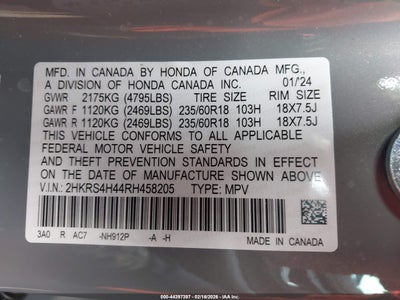 MFD. IN CANADA BY HONDA OF CANADA MFG.,
A DIVISION OF HONDA CANADA INC. 01/'24
GVWR 2175KG (4795LBS) TIRE SIZE RIM SIZE
GAWR F 1120KG (2469LBS) 235/60R18 103H 18X7.5J
GAWR R 1120KG (2469LBS) 235/60R18 103H 18X7.5J
THIS VEHICLE CONFORMS TO ALL APPLICABLE
FEDERAL MOTOR VEHICLE SAFETY
AND THEFT PREVENTION STANDARDS IN EFFECT ON
THE DATE OF MANUFACTURE SHOWN ABOVE.
V.I.N.: 2HKRS4H44RH458205 TYPE: MPV
3A0 R AC7 -NH912P -A -H
MADE IN CANADA
(BO) 44397397 - 02/18/2026 - IAA, Inc.